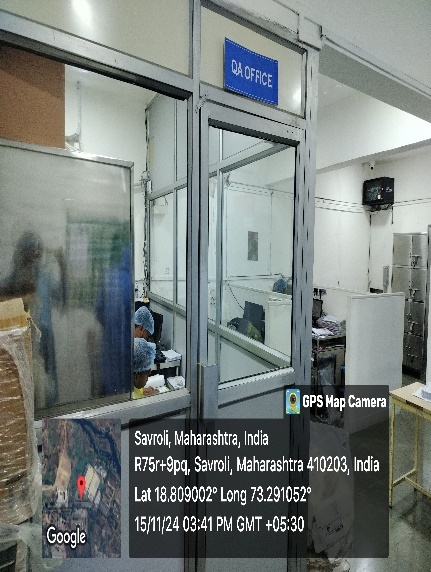 QA OFFICE
GPS Map Camera
Savroli, Maharashtra, India
R75r+9pq, Savroli, Maharashtra 410203, India
Lat 18.809002° Long 73.291052°
15/11/24 03:41 PM GMT +05:30
Google